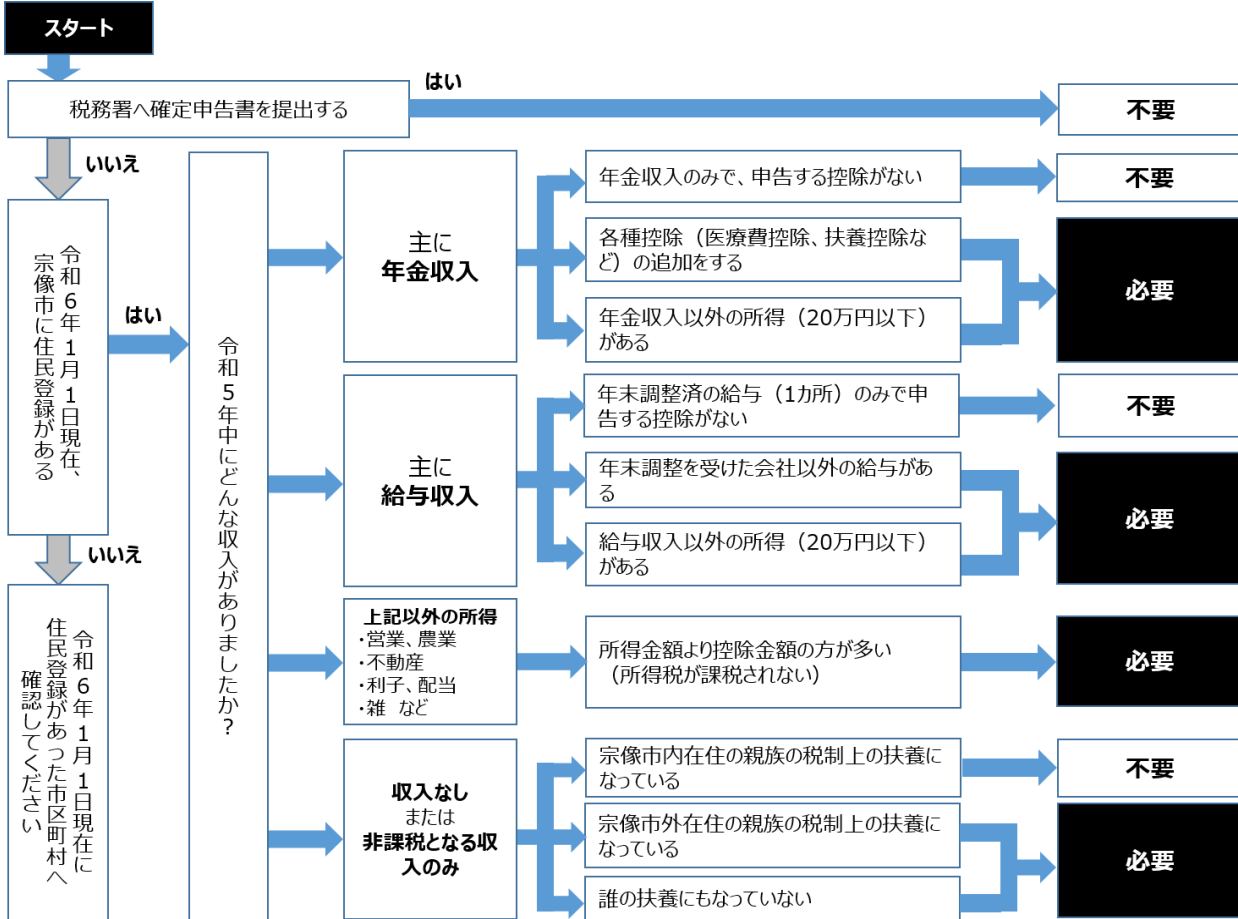 スタート
はい
税務署へ確定申告書を提出する
不要
いいえ
令和6年1月1日現在、
宗像市に住民登録がある
はい
いいえ
令和6年1月1日現在に
住民登録があった市区町村へ
確認してください
令和5年中にどんな収入がありましたか？
主に
年金収入
年金収入のみで、申告する控除がない
不要
各種控除（医療費控除、扶養控除な
ど）の追加をする
年金収入以外の所得（20万円以下）
がある
必要
主に
給与収入
年末調整済の給与（1カ所）のみで申
告する控除がない
不要
年末調整を受けた会社以外の給与があ
る
給与収入以外の所得（20万円以下）
がある
必要
上記以外の所得
・営業、農業
・不動産
・利子、配当
・雑　など
所得金額より控除金額の方が多い
（所得税が課税されない）
必要
収入なし
または
非課税となる収
入のみ
宗像市内在住の親族の税制上の扶養に
なっている
不要
宗像市外在住の親族の税制上の扶養に
なっている
誰の扶養にもなっていない
必要